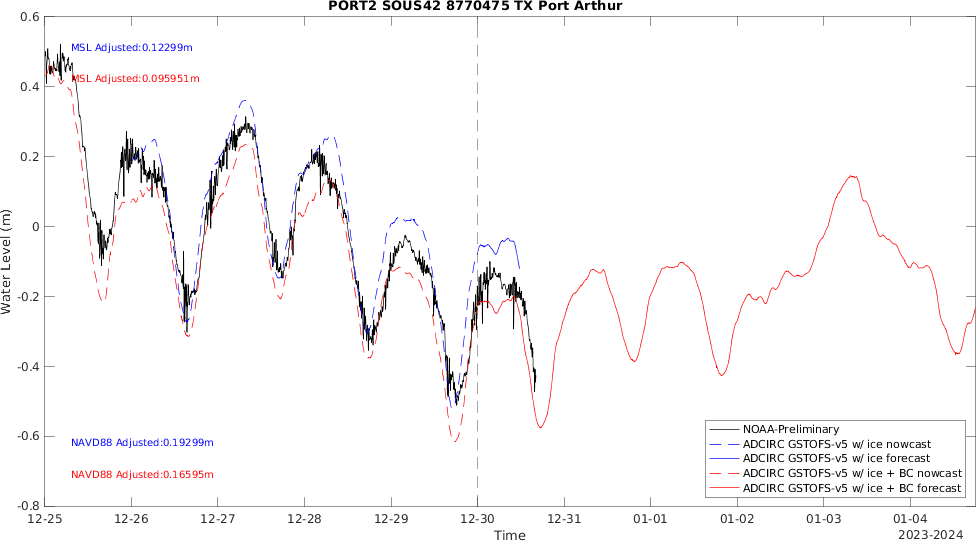 PORT2 SOUS42 8770475 TX Port Arthur
0.6
MSL Adjusted:0.12299m
MSL Adjusted:0.095951m
0.4
0.2
0
-0.2
-0.4
-0.6
-0.8
Water Level (m)
NAVD88 Adjusted:0.19299m
NAVD88 Adjusted:0.16595m
NOAA-Preliminary
ADCIRC GSTOFS-v5 w/ ice nowcast
ADCIRC GSTOFS-v5 w/ ice forecast
ADCIRC GSTOFS-v5 w/ ice + BC nowcast
ADCIRC GSTOFS-v5 w/ ice + BC forecast
12-25 12-26 12-27 12-28 12-29 12-30 12-31 01-01 01-02 01-03 01-04
Time
2023-2024